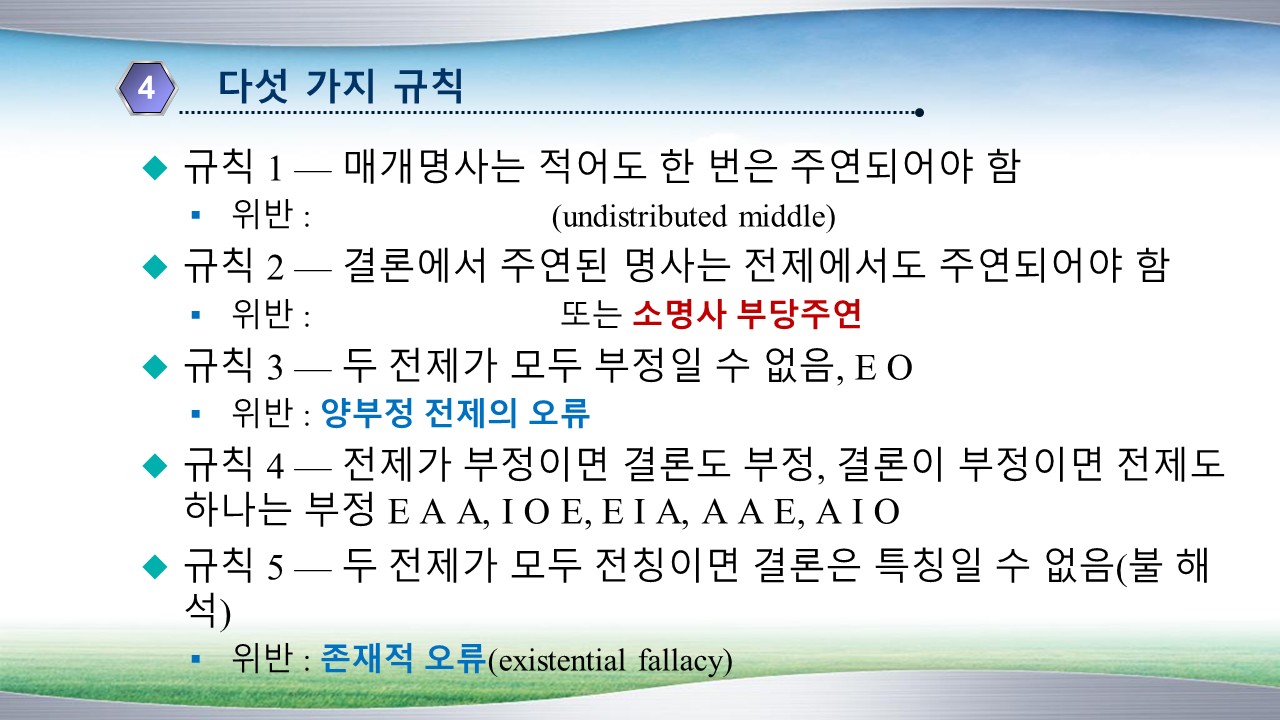 4 다섯 가지 규칙
규칙 1 — 매개명사는 적어도 한 번은 주연되어야 함
위반 : (undistributed middle)
규칙 2 — 결론에서 주연된 명사는 전제에서도 주연되어야 함
위반 : 또는 소명사 부당주연
규칙 3 — 두 전제가 모두 부정일 수 없음, E O
위반 : 양부정 전제의 오류
규칙 4 — 전제가 부정이면 결론도 부정, 결론이 부정이면 전제도
하나는 부정 E A A, I O E, E I A, A A E, A I O
규칙 5 — 두 전제가 모두 전칭이면 결론은 특칭일 수 없음(불 해
석)
위반 : 존재적 오류(existential fallacy)